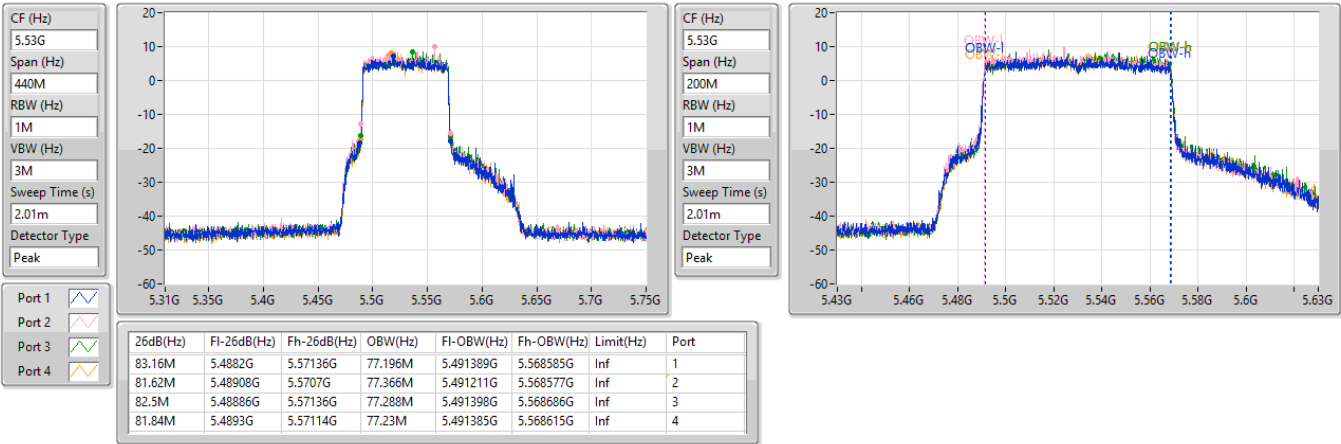 CF (Hz)
5.53G
Span (Hz)
440M
RBW (Hz)
1M
VBW (Hz)
3M
Sweep Time (s)
2.01m
Detector Type
Peak
20
10
0
-10
-20
-30
-40
-50
-60
5.31G 5.35G 5.4G 5.45G 5.5G 5.55G 5.6G 5.65G 5.7G 5.75G
CF (Hz)
5.53G
Span (Hz)
200M
RBW (Hz)
1M
VBW (Hz)
3M
Sweep Time (s)
2.01m
Detector Type
Peak
20
10
0
-10
-20
-30
-40
-50
-60
OBW-l
OBW-h
5.43G 5.46G 5.48G 5.5G 5.52G 5.54G 5.56G 5.58G 5.6G 5.63G
Port 1
Port 2
Port 3
Port 4
26dB(Hz) Fl-26dB(Hz) Fh-26dB(Hz) OBW(Hz) Fl-OBW(Hz) Fh-OBW(Hz) Limit(Hz) Port
83.16M 5.4882G 5.57136G 77.196M 5.491389G 5.568585G Inf 1
81.62M 5.48908G 5.5707G 77.366M 5.491211G 5.568577G Inf 2
82.5M 5.48886G 5.57136G 77.288M 5.491398G 5.568686G Inf 3
81.84M 5.4893G 5.57114G 77.23M 5.491385G 5.568615G Inf 4